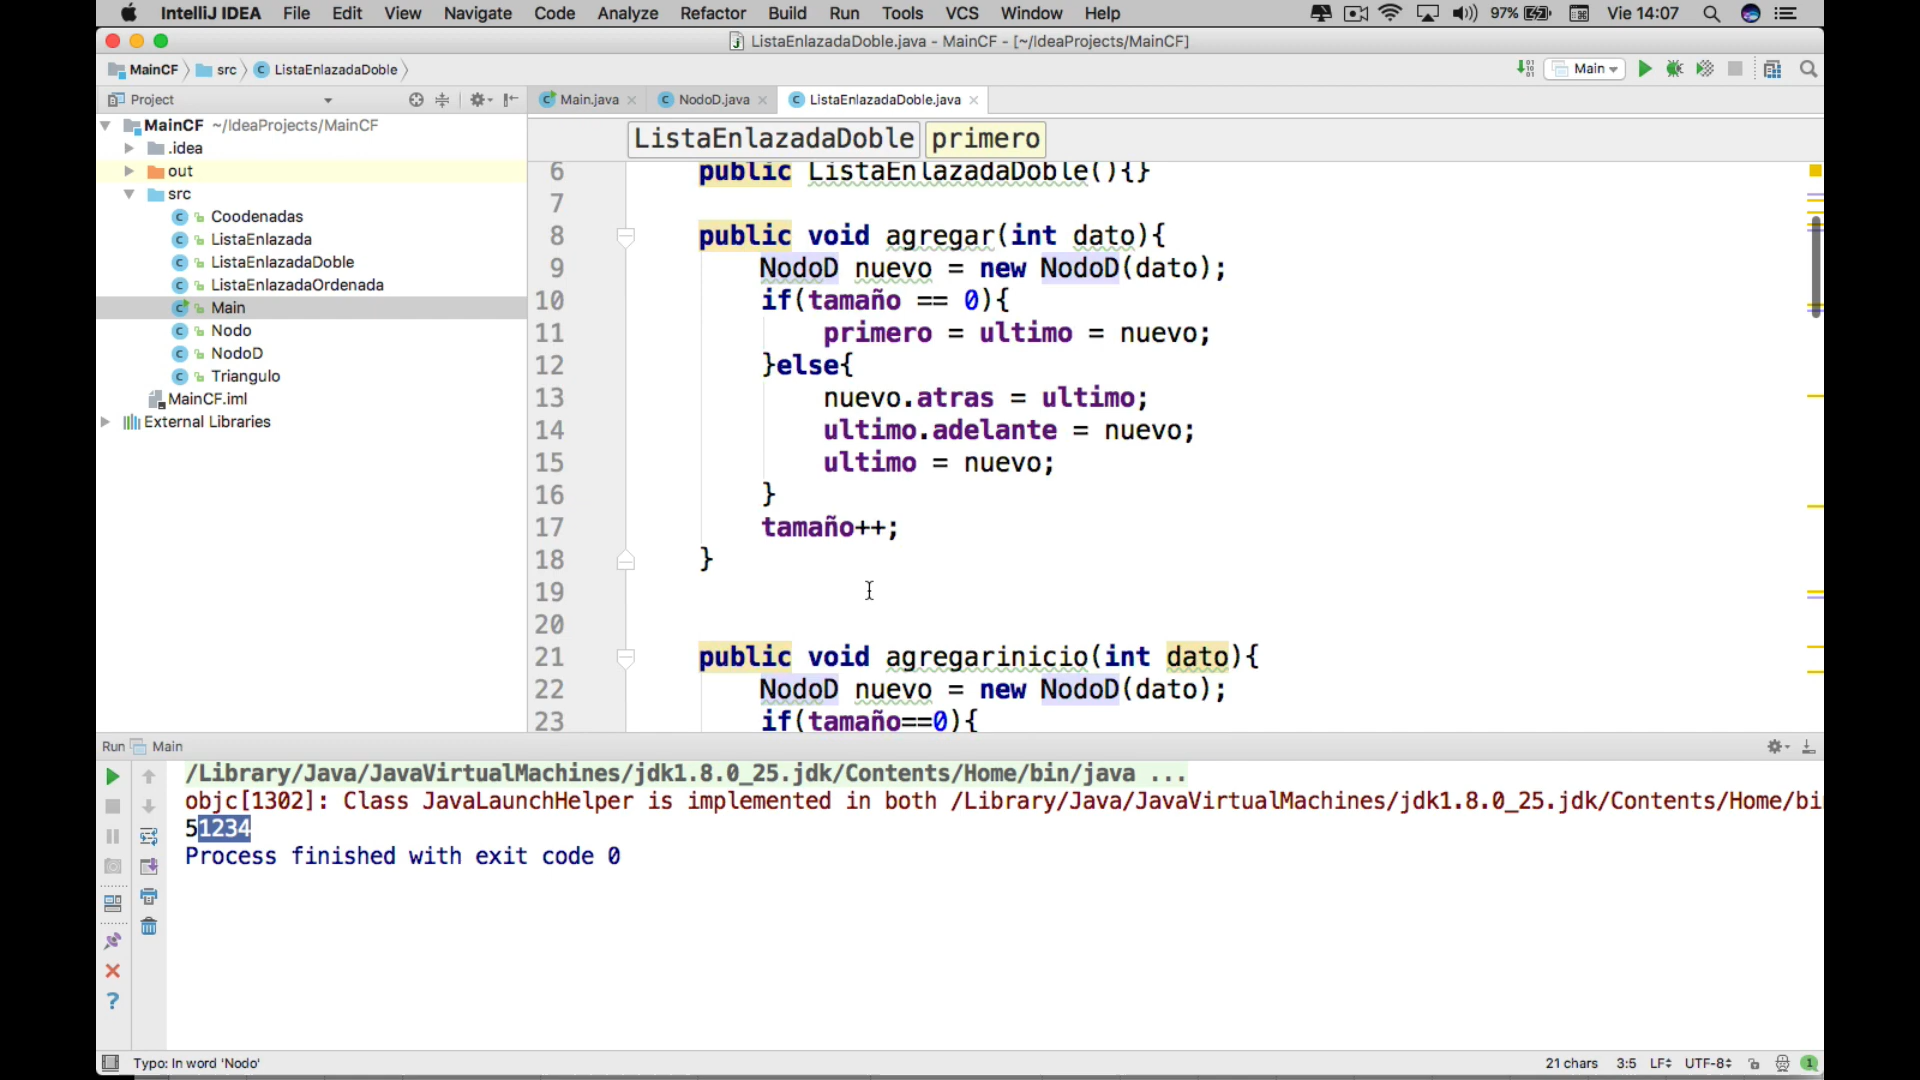 IntelliJ IDEA File Edit View Navigate Code Analyze Refactor Build Run Tools VCS Window Help 97% Vie 14:07
ListaEnlazadaDoble.java - MainCF - [~/IdeaProjects/MainCF]
MainCF src ListaEnlazadaDoble Main
Project Main.java NodoD.java ListaEnlazadaDoble.java
MainCF ~/IdeaProjects/MainCF
.idea
out
src
Coodenadas
ListaEnlazada
ListaEnlazadaDoble
ListaEnlazadaOrdenada
Main
Nodo
NodoD
Triangulo
MainCF.iml
External Libraries
ListaEnlazadaDoble primero
6 public ListaEnlazadaDoble(){}
7
8 public void agregar(int dato){
9 NodoD nuevo = new NodoD(dato);
10 if(tamaño == 0){
11 primero = ultimo = nuevo;
12 }else{
13 nuevo.atras = ultimo;
14 ultimo.adelante = nuevo;
15 ultimo = nuevo;
16 }
17 tamaño++;
18 }
19
20
21 public void agregarinicio(int dato){
22 NodoD nuevo = new NodoD(dato);
23 if(tamaño==0){
Run Main
/Library/Java/JavaVirtualMachines/jdk1.8.0_25.jdk/Contents/Home/bin/java ...
objc[1302]: Class JavaLaunchHelper is implemented in both /Library/Java/JavaVirtualMachines/jdk1.8.0_25.jdk/Contents/Home/bi
51234
Process finished with exit code 0
Typo: In word 'Nodo' 21 chars 3:5 LF UTF-8 1